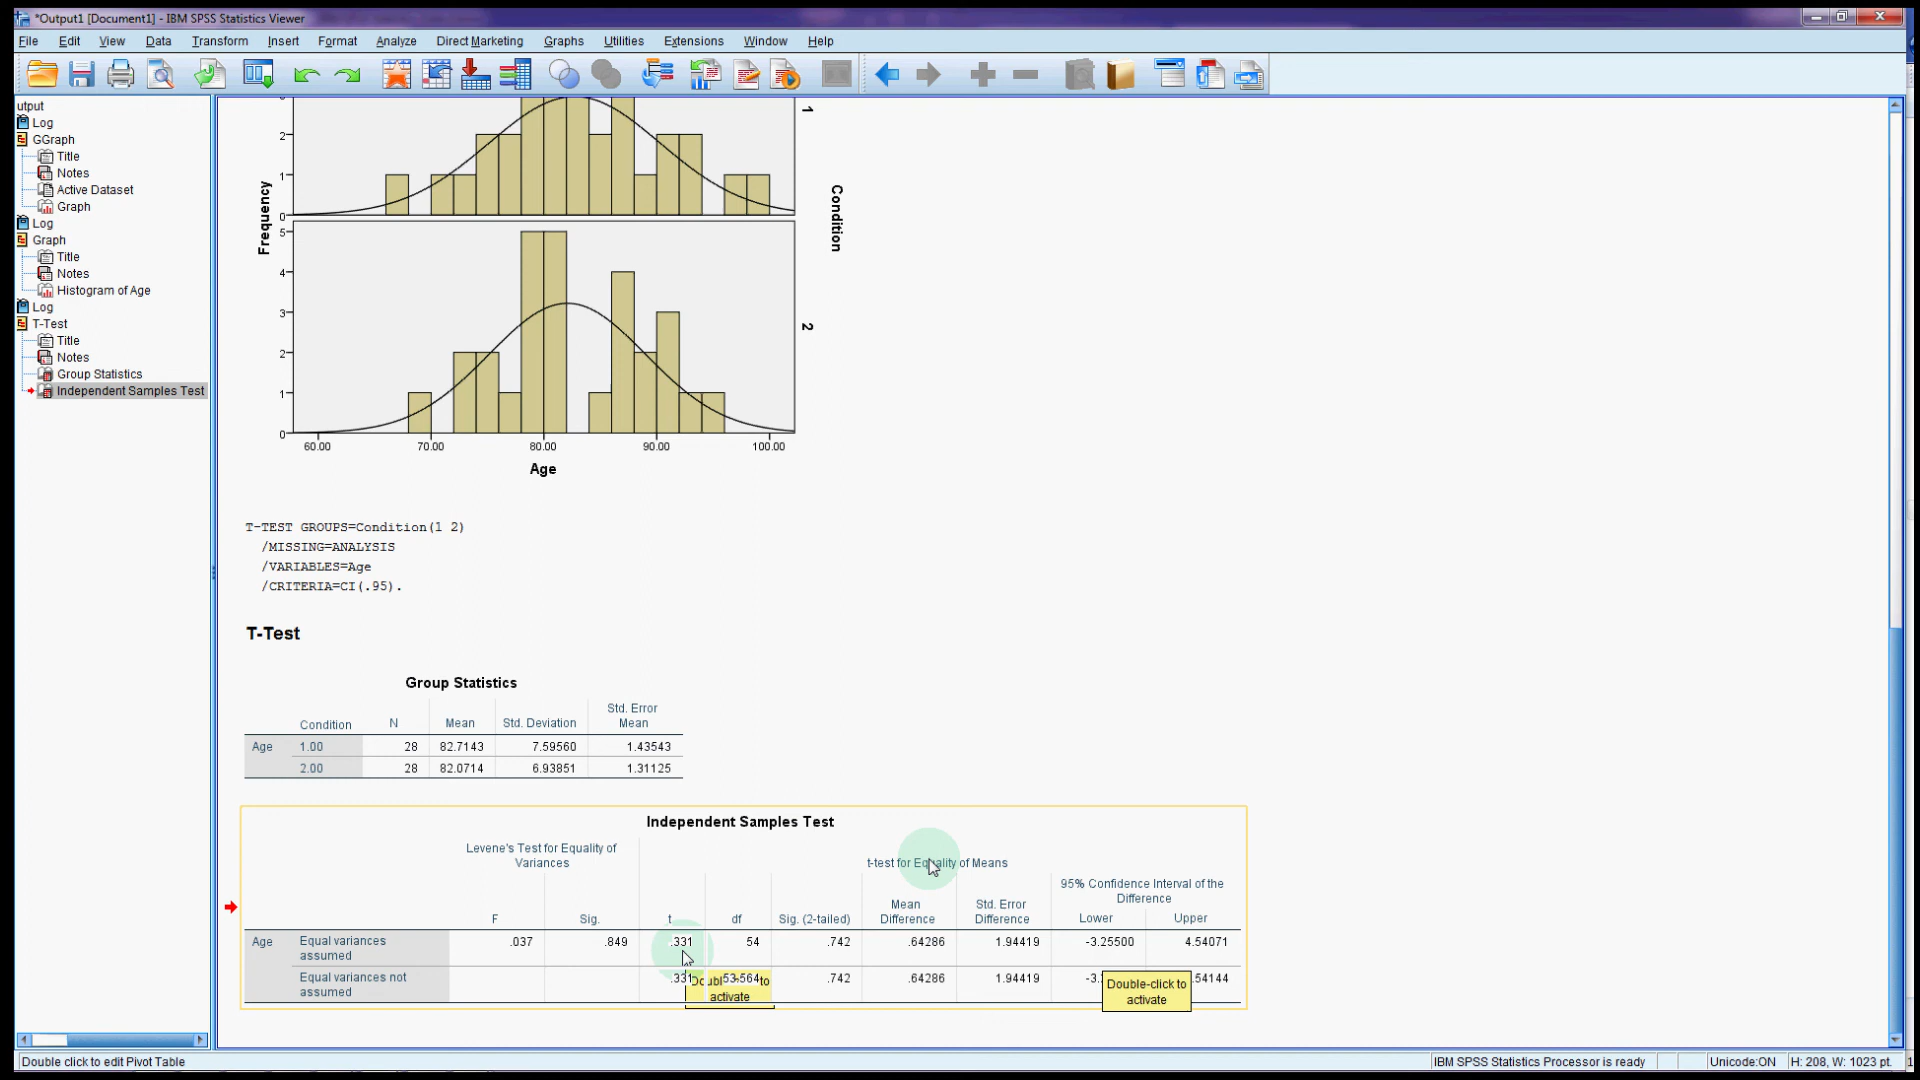 *Output1 [Document1] - IBM SPSS Statistics Viewer
File Edit View Data Transform Insert Format Analyze Direct Marketing Graphs Utilities Extensions Window Help
utput
Log
GGraph
Title
Notes
Active Dataset
Graph
Log
Graph
Title
Notes
Histogram of Age
Log
T-Test
Title
Notes
Group Statistics
Independent Samples Test
Frequency
2
1
0
1
Condition
5
4
3
2
1
0
2
60.00 70.00 80.00 90.00 100.00
Age
T-TEST GROUPS=Condition(1 2)
/MISSING=ANALYSIS
/VARIABLES=Age
/CRITERIA=CI(.95).
T-Test
Group Statistics
Condition N Mean Std. Deviation Std. Error Mean
Age 1.00 28 82.7143 7.59560 1.43543
2.00 28 82.0714 6.93851 1.31125
Independent Samples Test
Levene's Test for Equality of Variances
t-test for Equality of Means
95% Confidence Interval of the Difference
F Sig. t df Sig. (2-tailed) Mean Difference Std. Error Difference Lower Upper
Age Equal variances assumed .037 .849 .331 54 .742 .64286 1.94419 -3.25500 4.54071
Equal variances not assumed .331 53.564 .742 .64286 1.94419 .54144
activate
Double-click to
activate
Double click to edit Pivot Table
IBM SPSS Statistics Processor is ready Unicode:ON H: 208, W: 1023 pt.